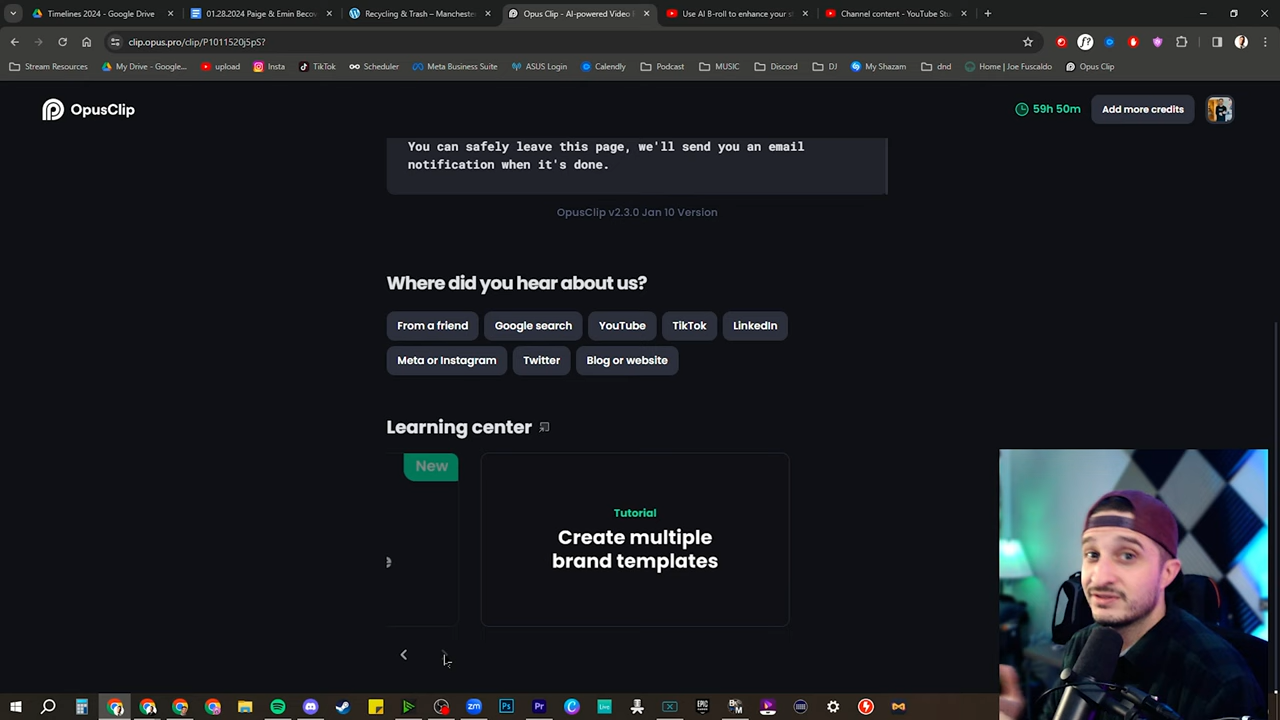 Timelines 2024 - Google Drive
01.28.2024 Paige & Emin Becov
Recycling & Trash – Manchester
Opus Clip - AI-powered Video
Use AI B-roll to enhance your s
Channel content - YouTube Stu
clip.opus.pro/clip/P1011520j5pS?
Stream Resources
My Drive - Google...
upload
Insta
TikTok
Scheduler
Meta Business Suite
ASUS Login
Calendly
Podcast
MUSIC
Discord
DJ
My Shazam
dnd
Home | Joe Fuscaldo
Opus Clip
OpusClip
59h 50m
Add more credits
You can safely leave this page, we'll send you an email
notification when it's done.
OpusClip v2.3.0 Jan 10 Version
Where did you hear about us?
From a friend
Google search
YouTube
TikTok
LinkedIn
Meta or Instagram
Twitter
Blog or website
Learning center
New
Tutorial
Create multiple
brand templates
e